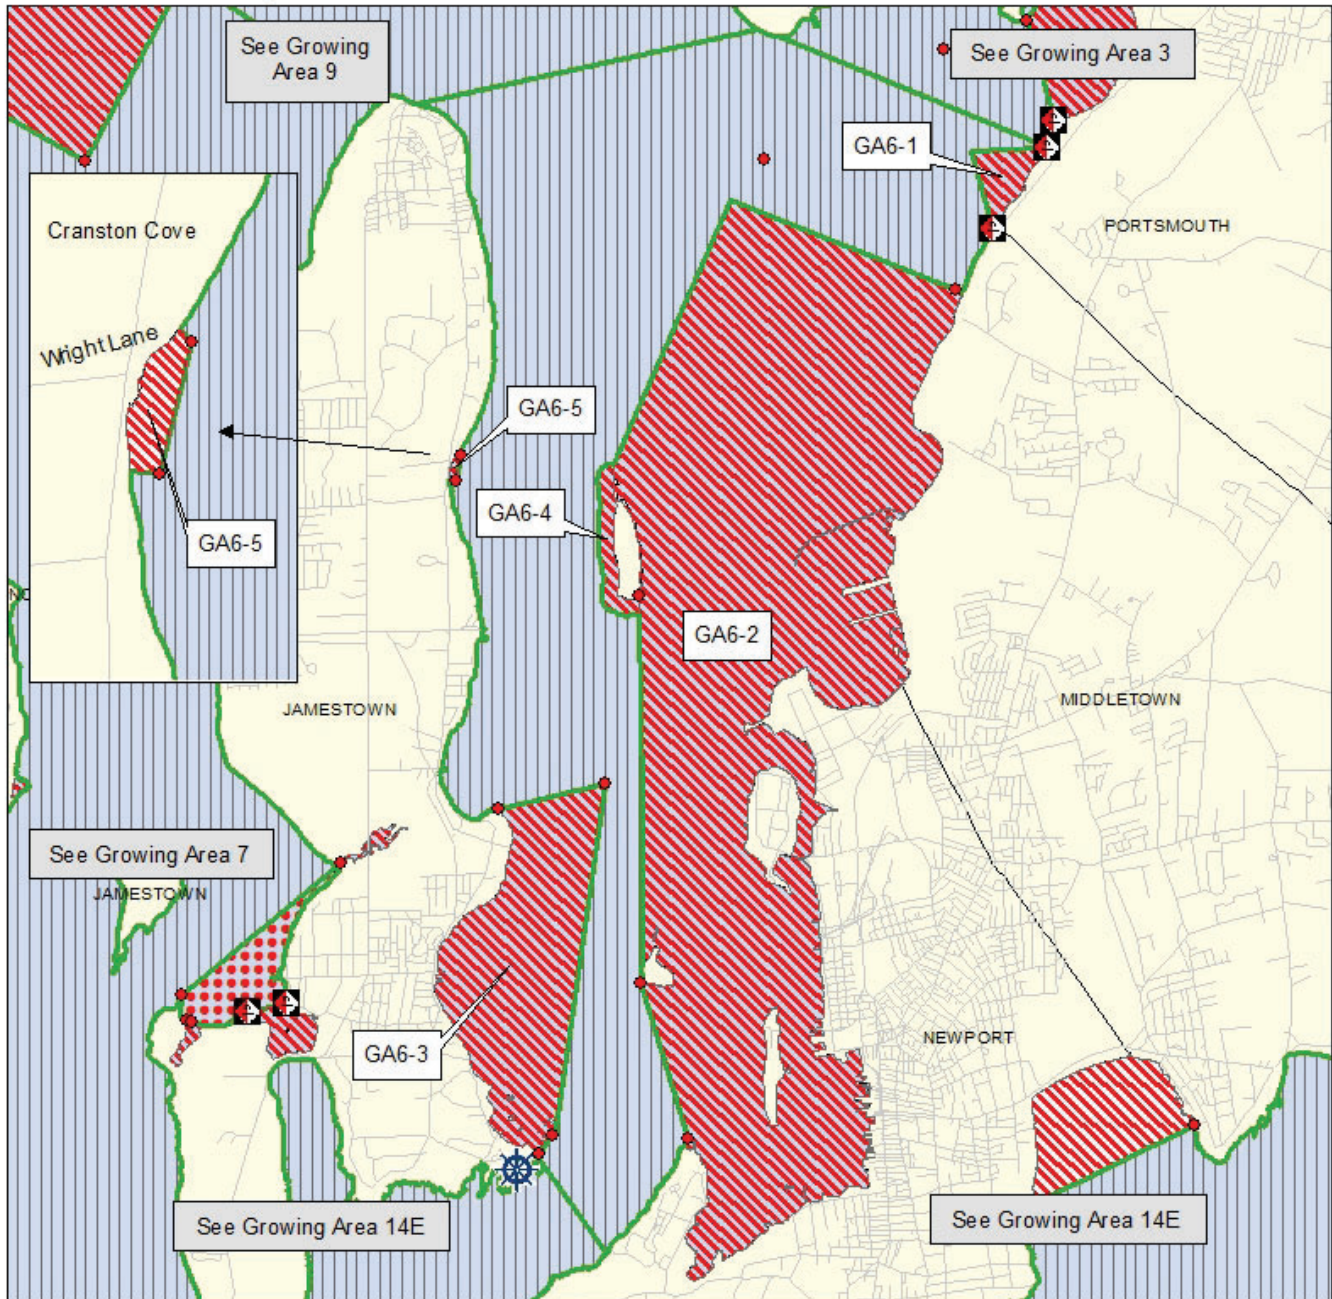 See Growing
Area 9
See Growing Area 3
GA6-1
Cranston Cove
PORTSMOUTH
Wright Lane
GA6-5
GA6-4
GA6-5
GA6-2
JAMESTOWN
MIDDLETOWN
See Growing Area 7
JAMESTOWN
NEWPORT
GA6-3
See Growing Area 14E
See Growing Area 14E